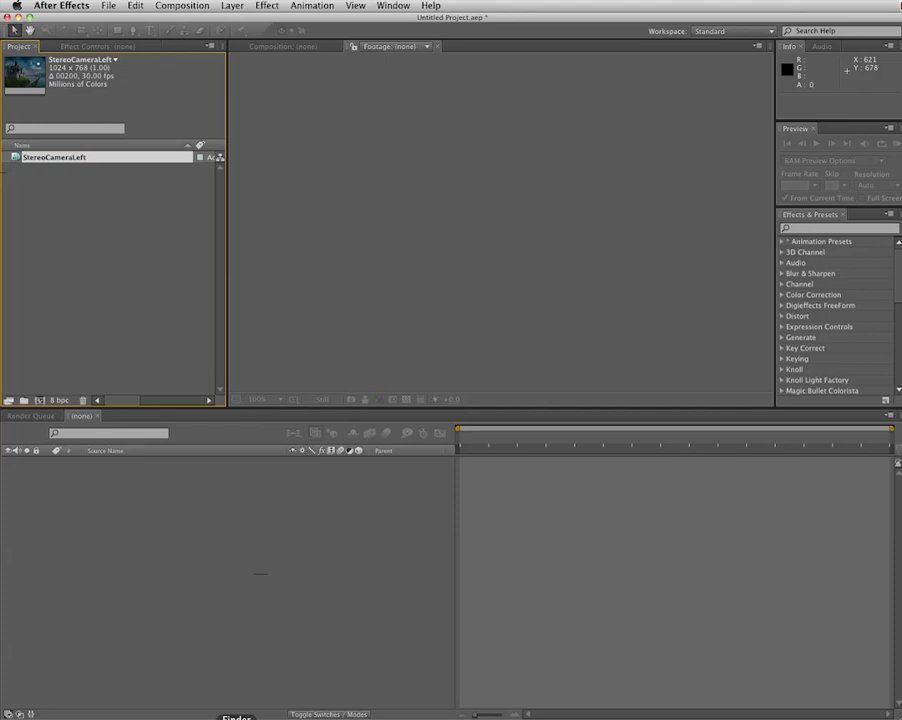 After Effects File Edit Composition Layer Effect Animation View Window Help
Untitled Project.aep *
Workspace: Standard Search Help
Project Effect Controls: (none) Composition: (none) Footage: (none) Info Audio
StereoCameraLeft
1024 x 768 (1.00)
Δ 00200, 30.00 fps
Millions of Colors
R :
G :
B :
A : 0
X : 621
Y : 678
Preview
Name
StereoCameraLeft
RAM Preview Options
Frame Rate Skip Resolution
Auto
From Current Time Full Screen
Effects & Presets
* Animation Presets
3D Channel
Audio
Blur & Sharpen
Channel
Color Correction
Digieffects FreeForm
Distort
Expression Controls
Generate
Key Correct
Keying
Knoll
Knoll Light Factory
Magic Bullet Colorista
8 bpc
100% Full +0.0
Render Queue (none)
# Source Name fx Parent
Finder
Toggle Switches / Modes